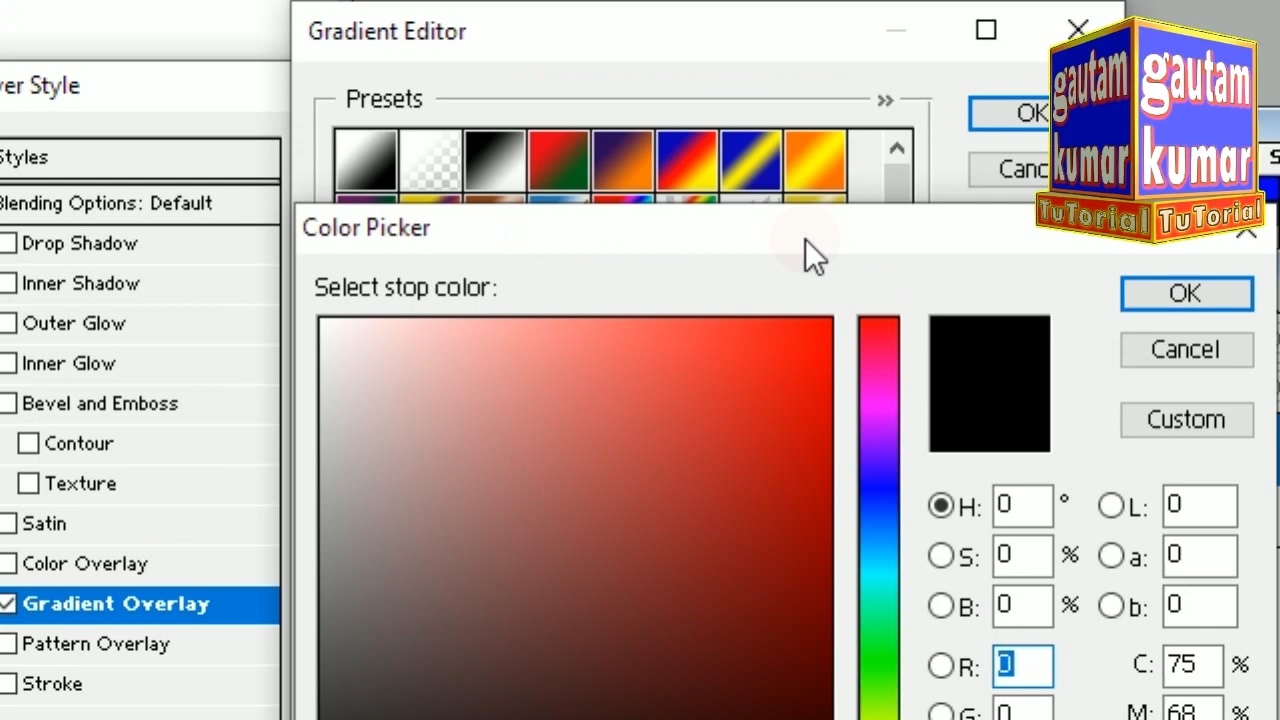 Gradient Editor
Presets
OK
Canc
er Style
Styles
Blending Options: Default
Drop Shadow
Inner Shadow
Outer Glow
Inner Glow
Bevel and Emboss
Contour
Texture
Satin
Color Overlay
Gradient Overlay
Pattern Overlay
Stroke
Color Picker
Select stop color:
OK
Cancel
Custom
H: 0 ° L: 0
S: 0 % a: 0
B: 0 % b: 0
R: 0 C: 75 %
G: 0 M: 68 %
gautam gautam
kumar kumar
TuTorial TuTorial
S